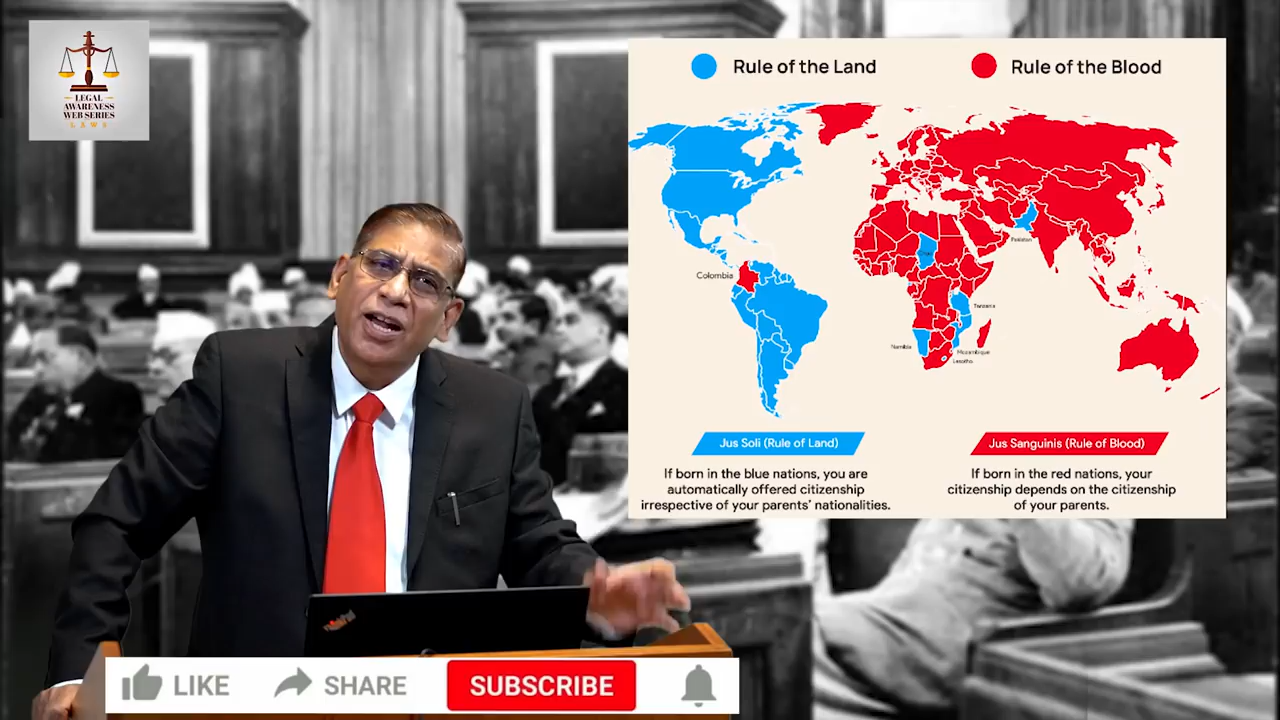 LEGAL
AWARENESS
WEB SERIES
LAWS
Rule of the Land
Rule of the Blood
Colombia
Pakistan
Tanzania
Namibia
Mozambique
Lesotho
Jus Soli (Rule of Land)
If born in the blue nations, you are
automatically offered citizenship
irrespective of your parents' nationalities.
Jus Sanguinis (Rule of Blood)
If born in the red nations, your
citizenship depends on the citizenship
of your parents.
LIKE
SHARE
SUBSCRIBE